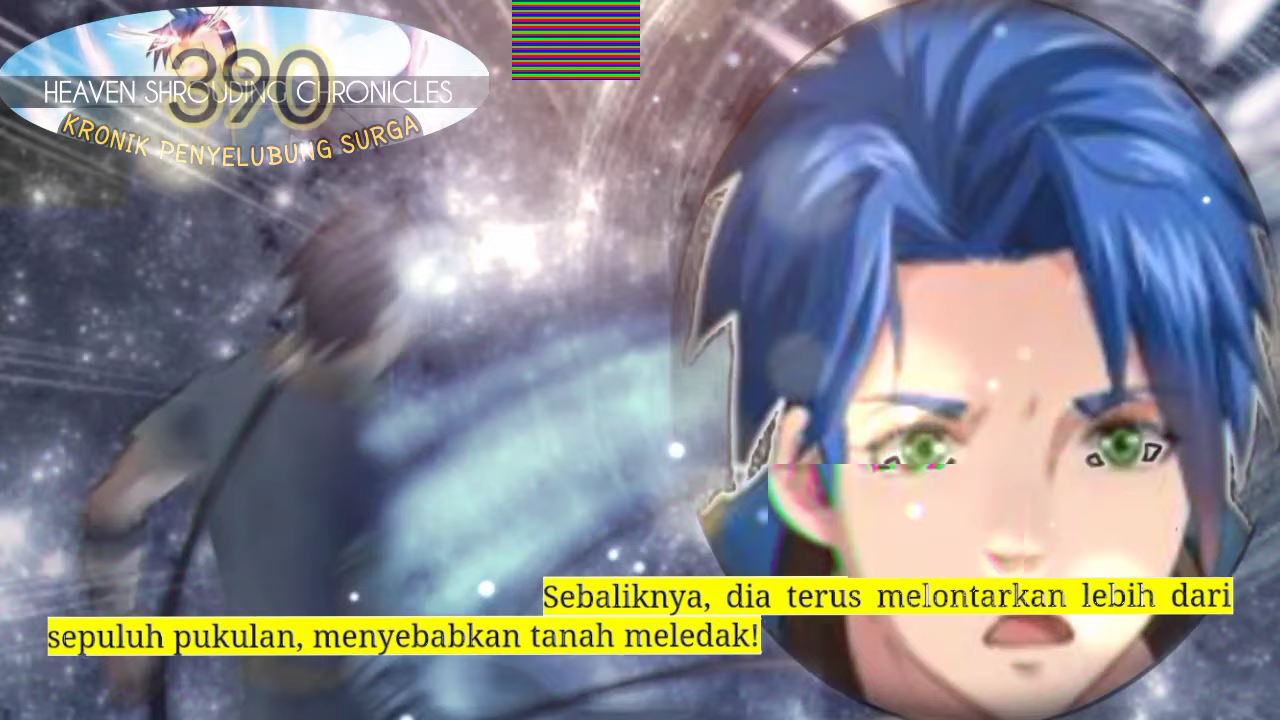 390
HEAVEN SHROUDING CHRONICLES
KRONIK PENYELUBUNG SURGA
Sebaliknya, dia terus melontarkan lebih dari
sepuluh pukulan, menyebabkan tanah meledak!